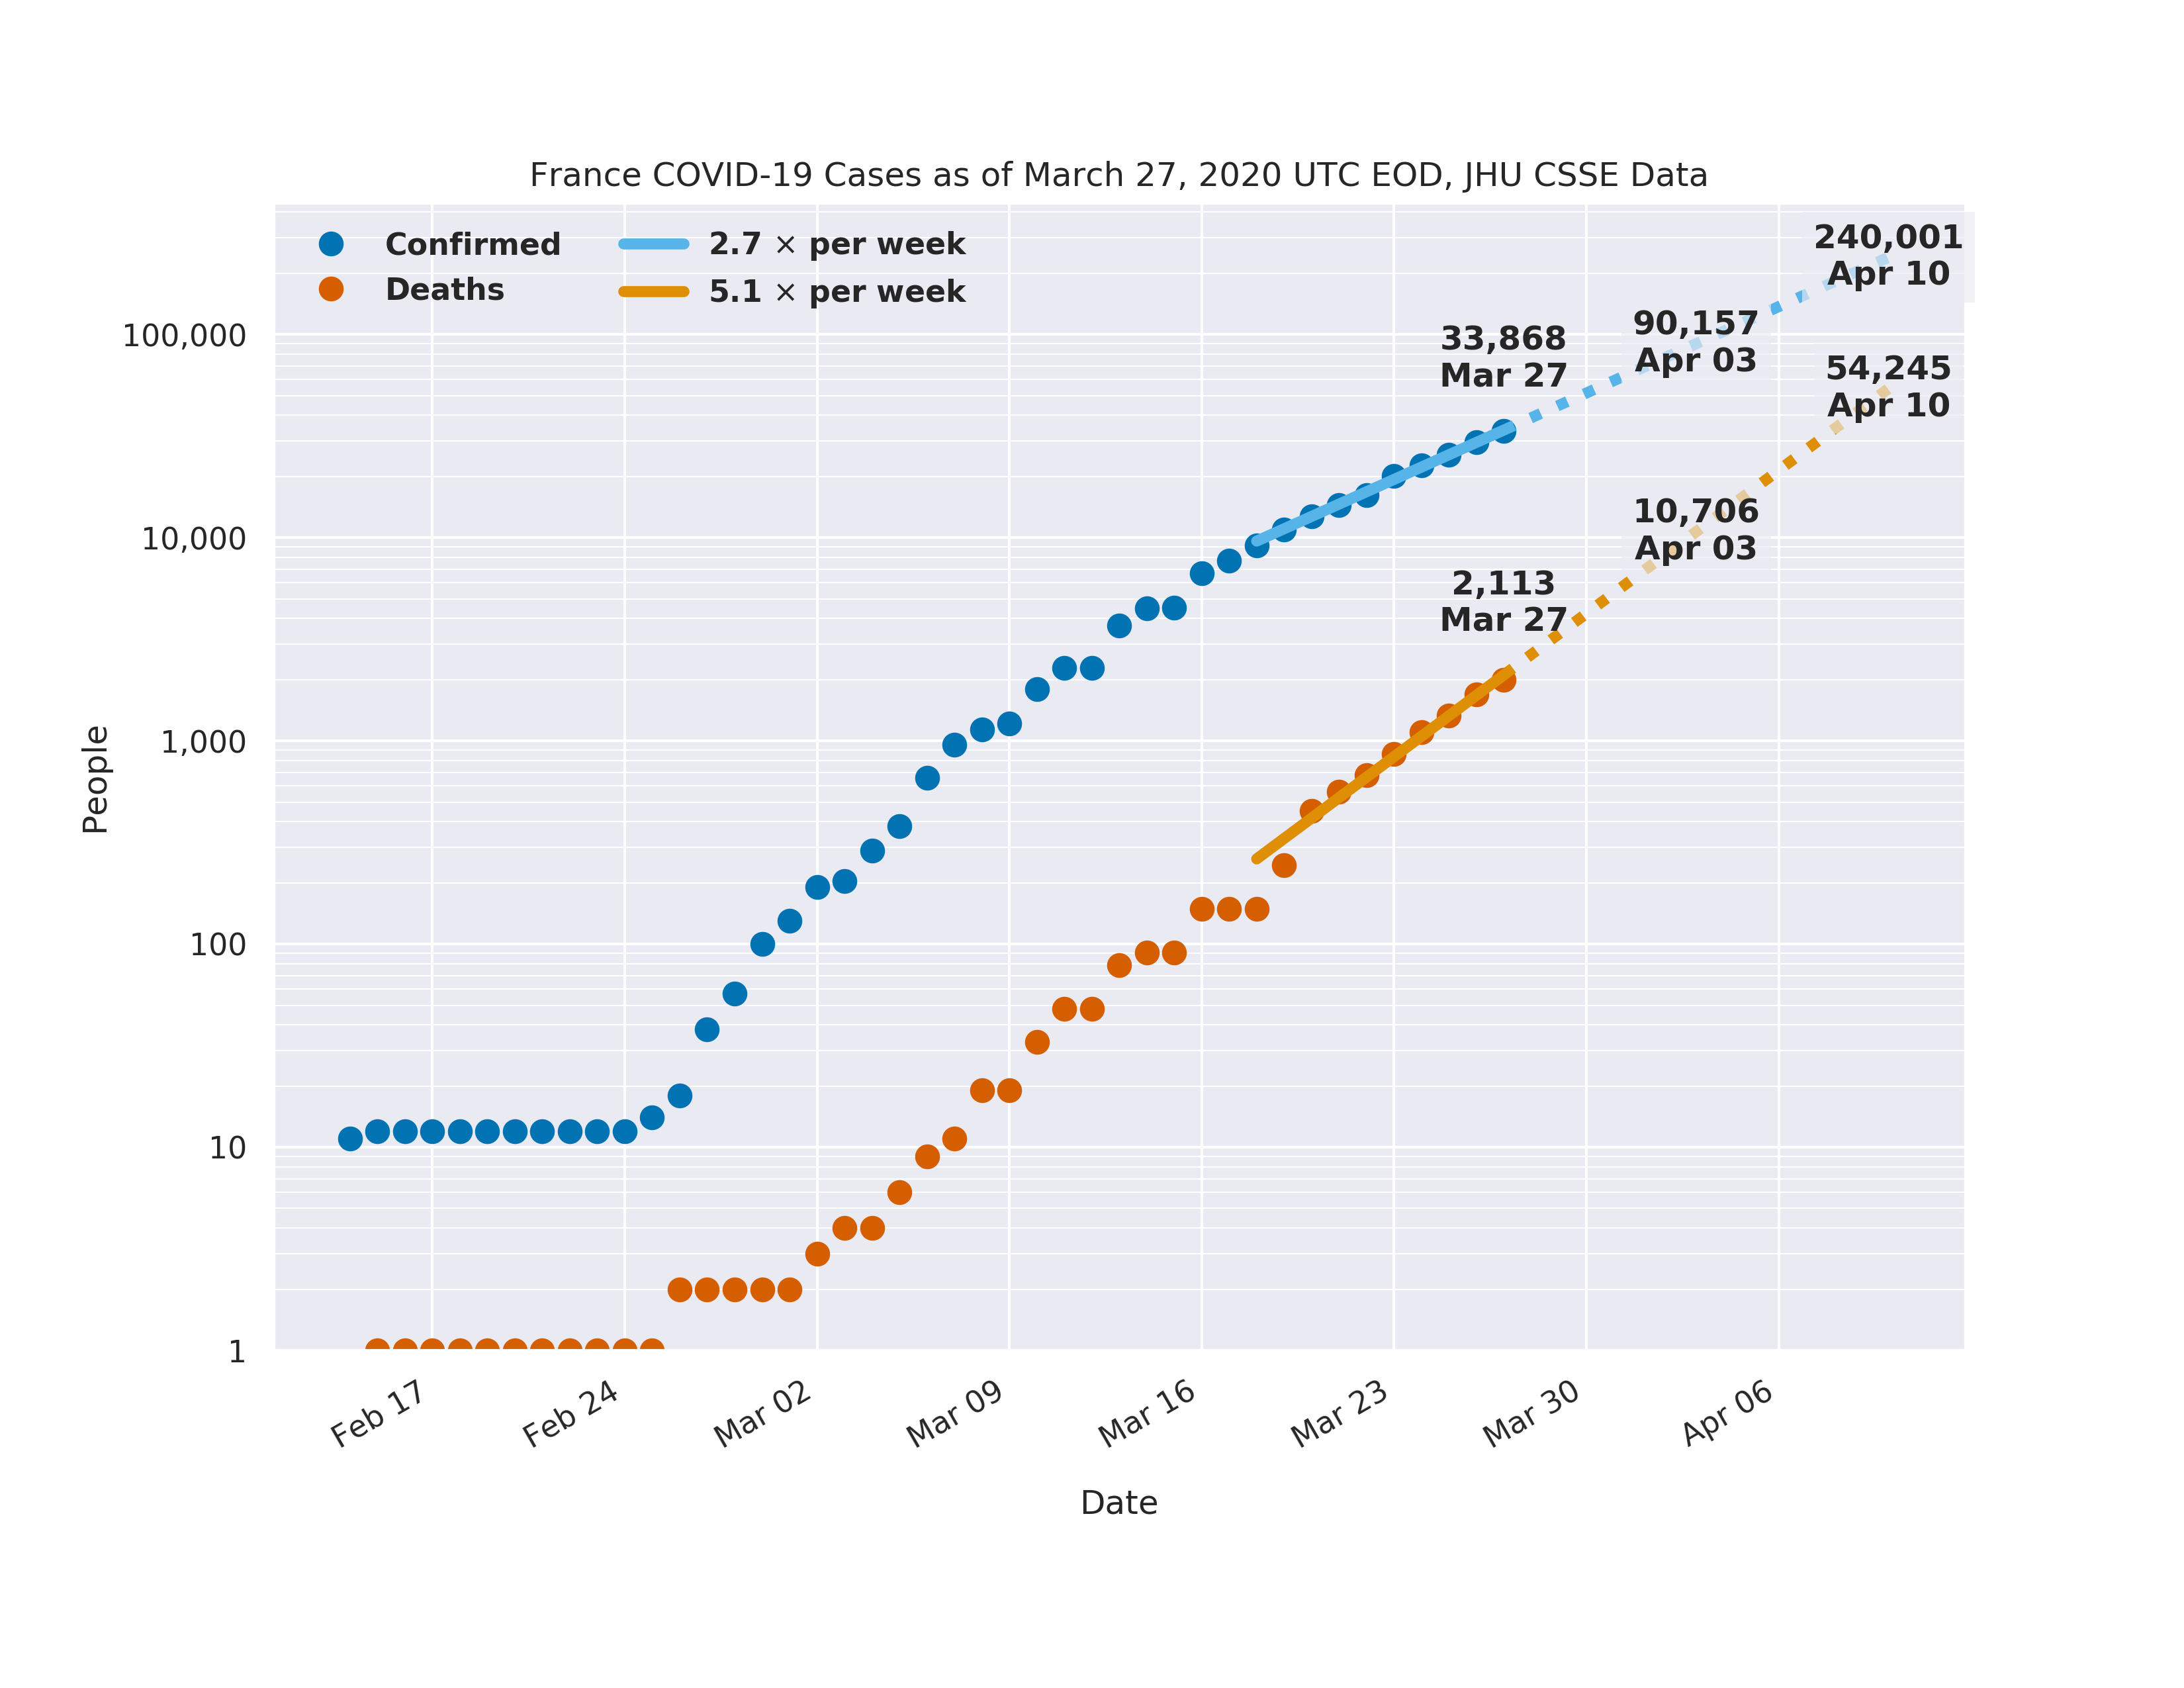 France COVID-19 Cases as of March 27, 2020 UTC EOD, JHU CSSE Data
Confirmed
Deaths
2.7 × per week
5.1 × per week
240,001
Apr 10
90,157
Apr 03
33,868
Mar 27
54,245
Apr 10
10,706
Apr 03
2,113
Mar 27
People
100,000
10,000
1,000
100
10
1
Feb 17
Feb 24
Mar 02
Mar 09
Mar 16
Mar 23
Mar 30
Apr 06
Date